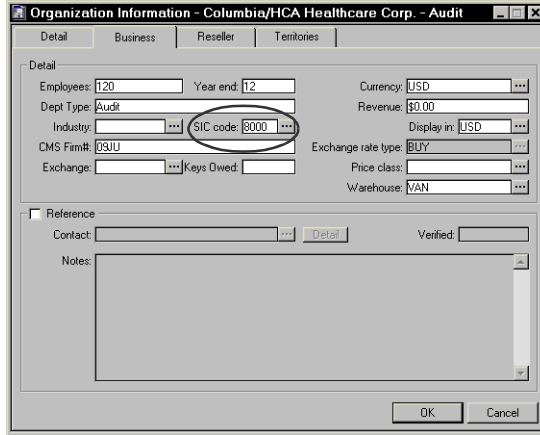 Organization Information - Columbia/HCA Healthcare Corp. - Audit
Detail Business Reseller Territories
Detail
Employees: 120 Year end: 12 Currency: USD
Dept Type: Audit Revenue: $0.00
Industry: SIC code: 8000 Display in: USD
CMS Firm#: 09JU Exchange rate type: BUY
Exchange: Keys Owed: Price class:
Warehouse: VAN
Reference
Contact: Detail Verified:
Notes:
OK Cancel